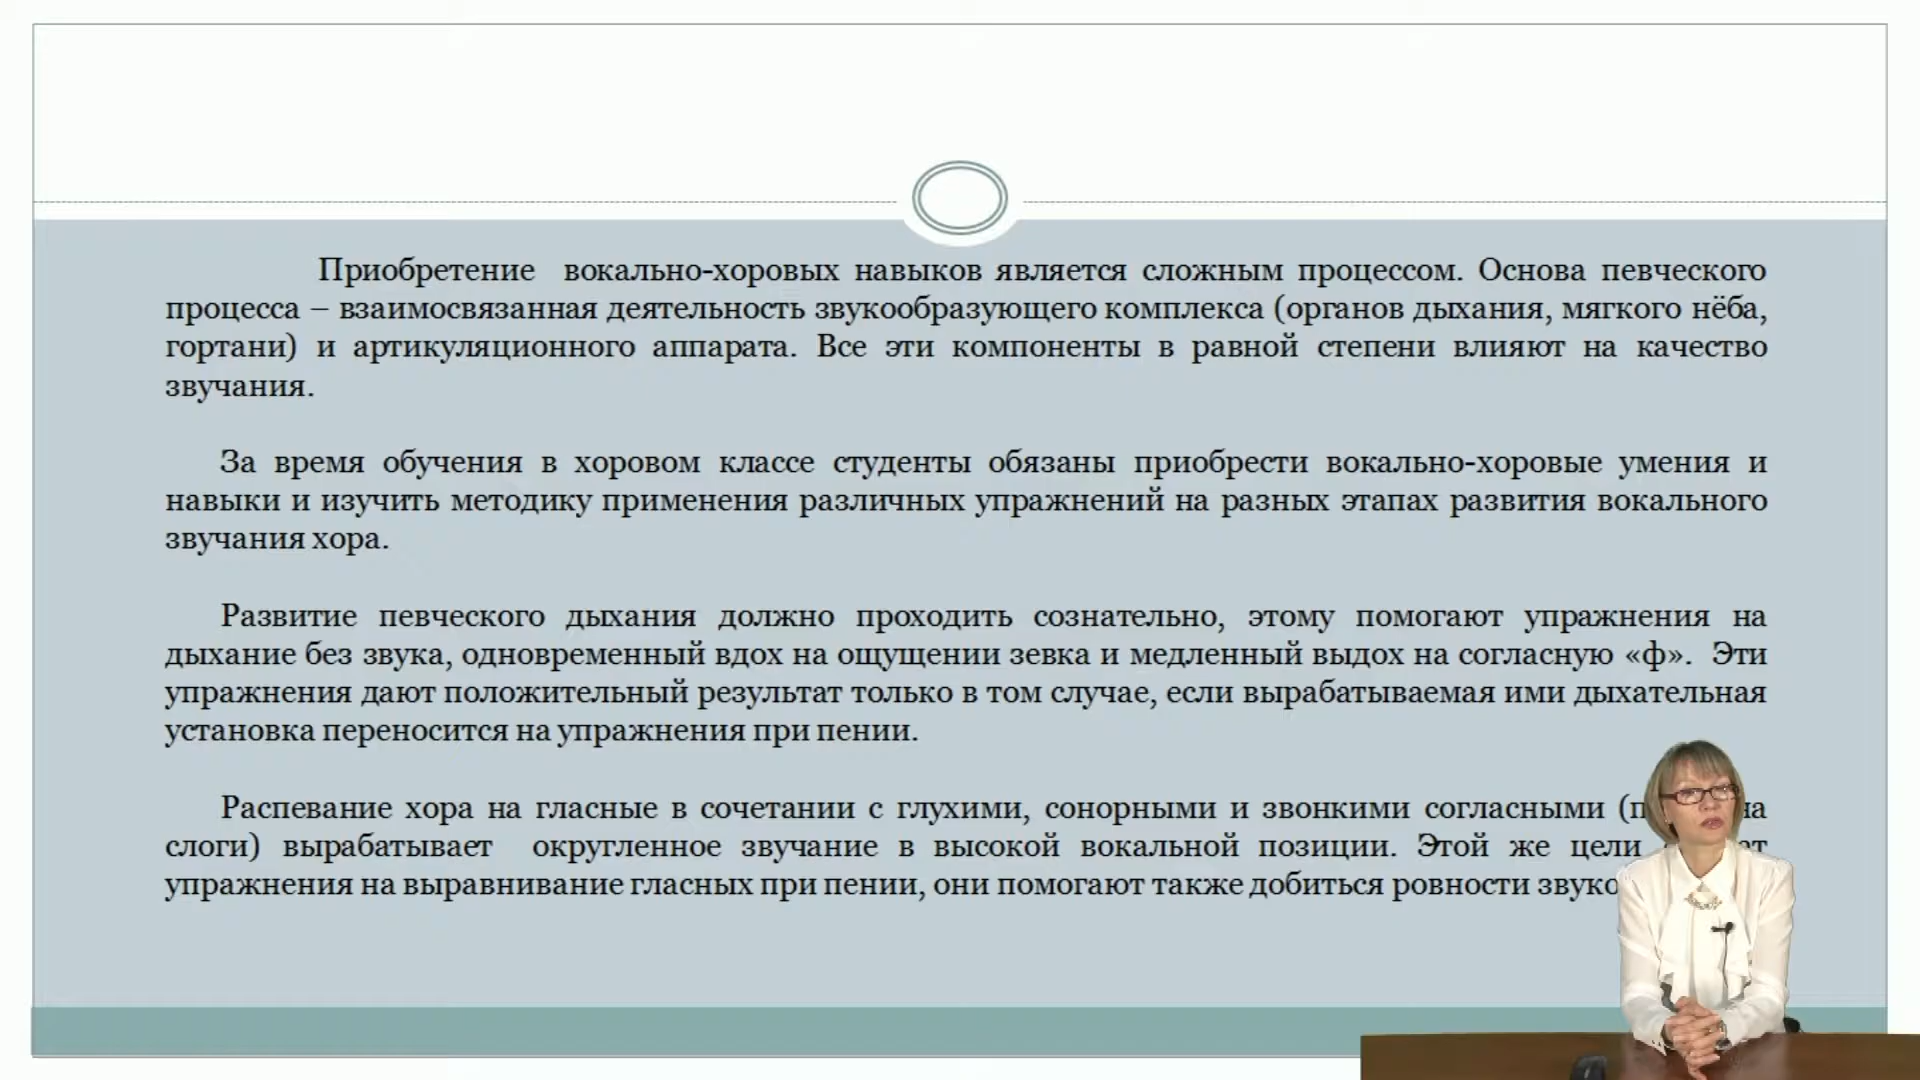 Приобретение вокально-хоровых навыков является сложным процессом. Основа певческого
процесса – взаимосвязанная деятельность звукообразующего комплекса (органов дыхания, мягкого нёба,
гортани) и артикуляционного аппарата. Все эти компоненты в равной степени влияют на качество
звучания.
За время обучения в хоровом классе студенты обязаны приобрести вокально-хоровые умения и
навыки и изучить методику применения различных упражнений на разных этапах развития вокального
звучания хора.
Развитие певческого дыхания должно проходить сознательно, этому помогают упражнения на
дыхание без звука, одновременный вдох на ощущении зевка и медленный выдох на согласную «ф». Эти
упражнения дают положительный результат только в том случае, если вырабатываемая ими дыхательная
установка переносится на упражнения при пении.
Распевание хора на гласные в сочетании с глухими, сонорными и звонкими согласными на
слоги) вырабатывает округленное звучание в высокой вокальной позиции. Этой же цели
упражнения на выравнивание гласных при пении, они помогают также добиться ровности